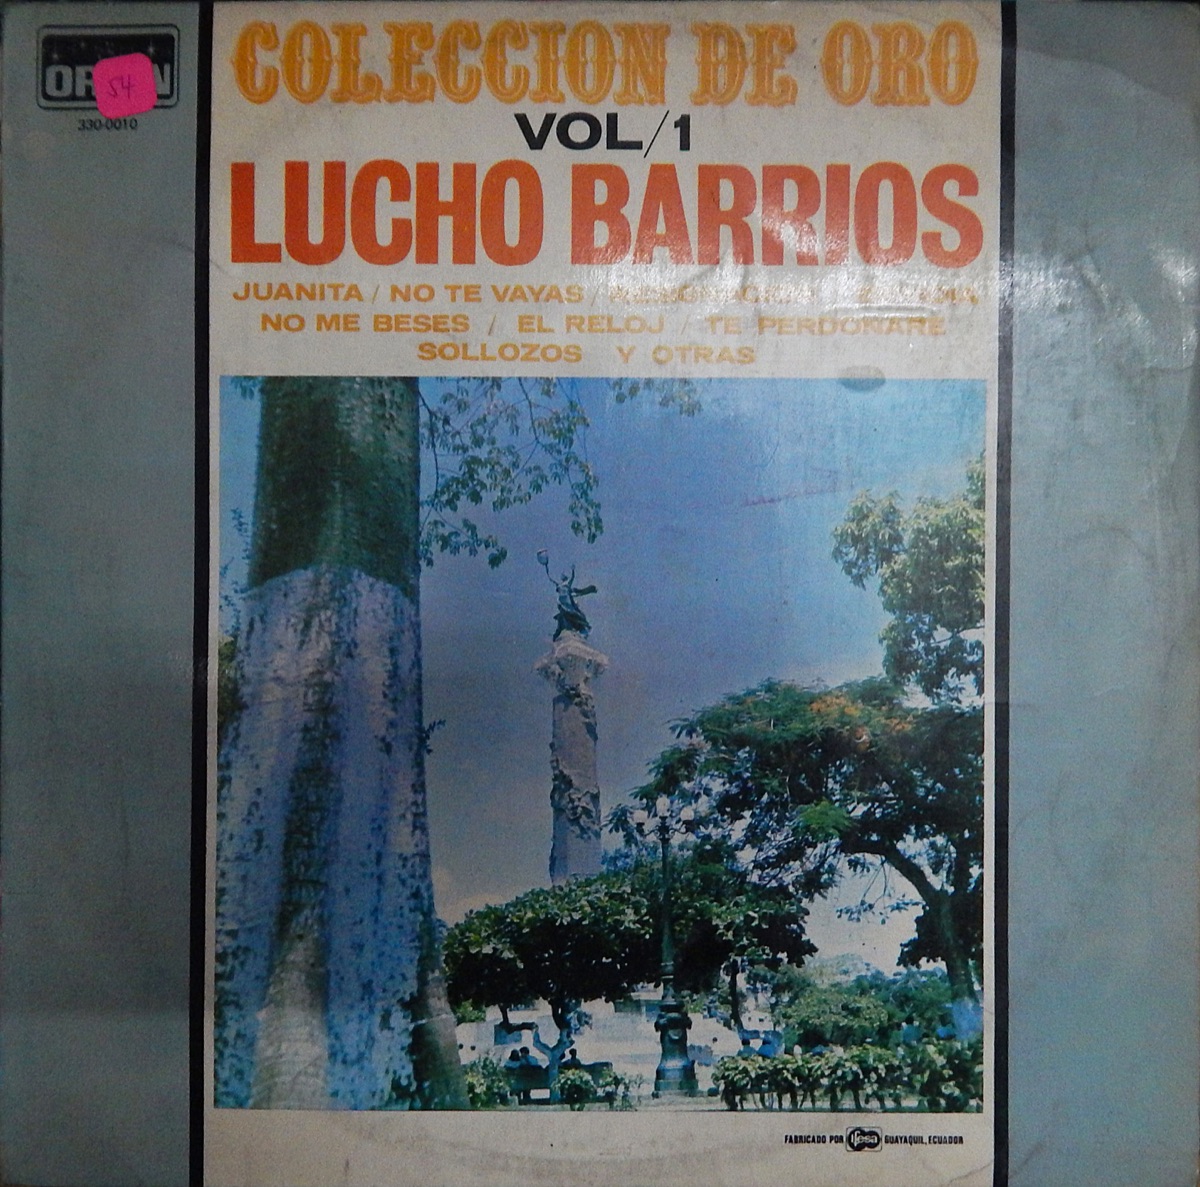 COLECCION DE ORO
VOL/1
LUCHO BARRIOS
54
330-0010
JUANITA / NO TE VAYAS /
NO ME BESES / EL RELOJ / TE PERDONARE
SOLLOZOS Y OTRAS
FABRICADO POR ifesa GUAYAQUIL, ECUADOR